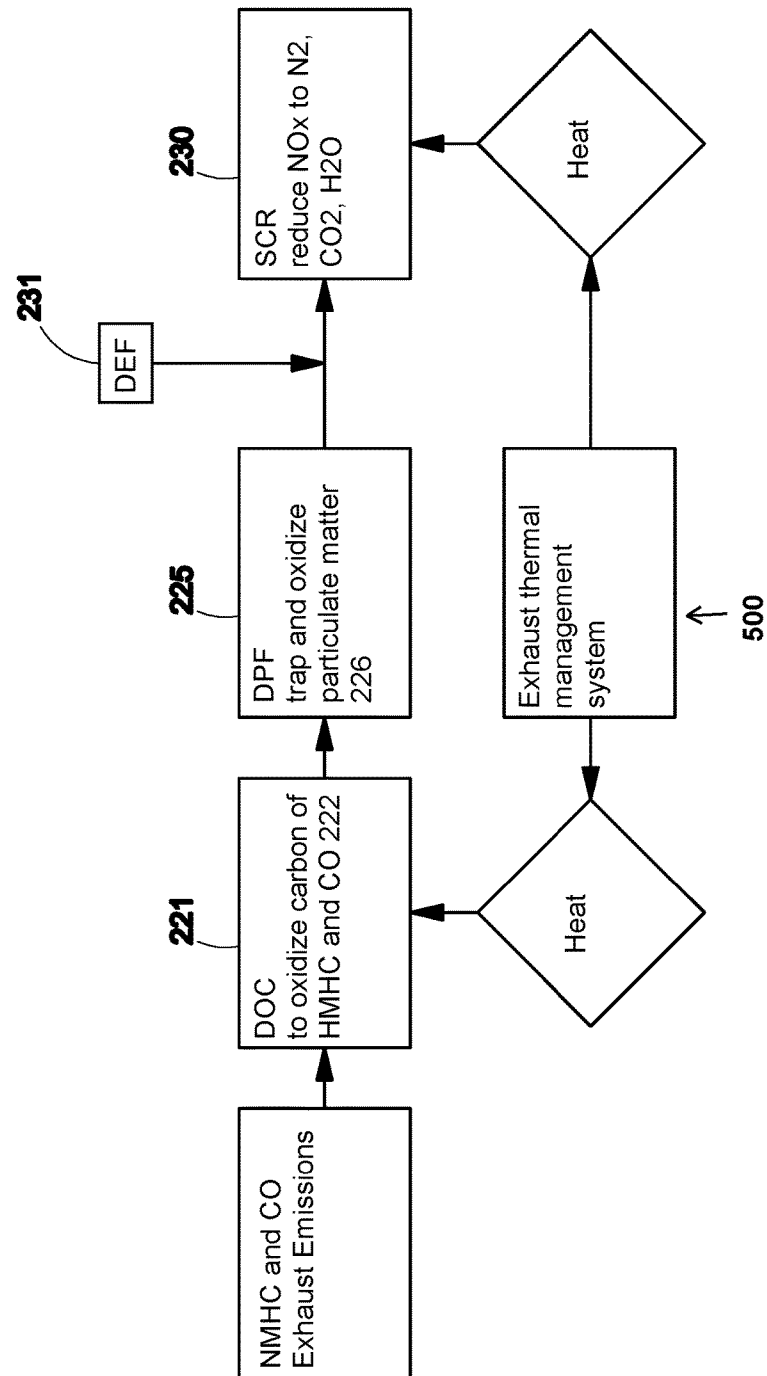 NMHC and CO
Exhaust Emissions
221
DOC
to oxidize carbon of
HMHC and CO 222
225
DPF
trap and oxidize
particulate matter
226
231
DEF
230
SCR
reduce NOx to N2,
CO2, H2O
Heat
Exhaust thermal
management
system
500
Heat